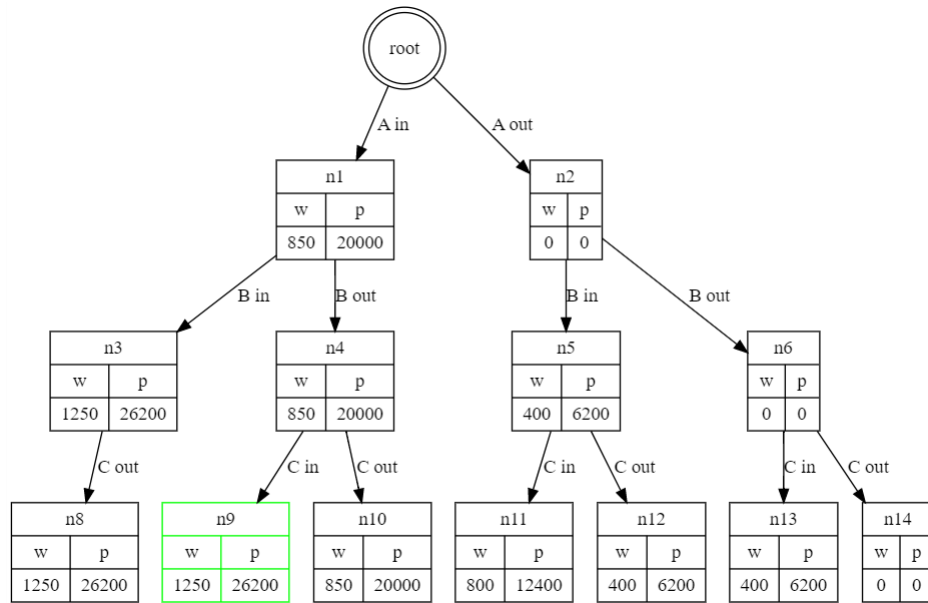 root
A in
A out
n1
w p
850 20000
n2
w p
0 0
B in
B out
B in
B out
n3
w p
1250 26200
n4
w p
850 20000
n5
w p
400 6200
n6
w p
0 0
C out
C in
C out
C in
C out
C in
C out
n8
w p
1250 26200
n9
w p
1250 26200
n10
w p
850 20000
n11
w p
800 12400
n12
w p
400 6200
n13
w p
400 6200
n14
w p
0 0